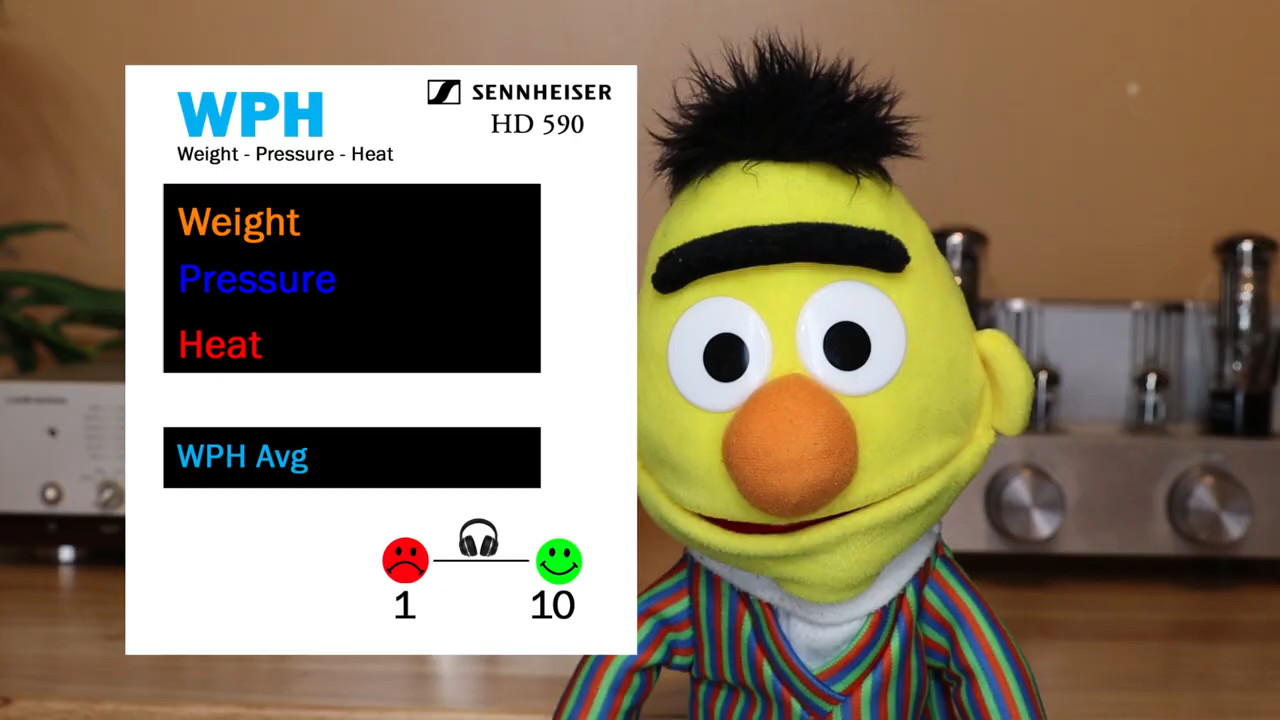 WPH
Weight - Pressure - Heat
SENNHEISER
HD 590
Weight
Pressure
Heat
WPH Avg
1
10